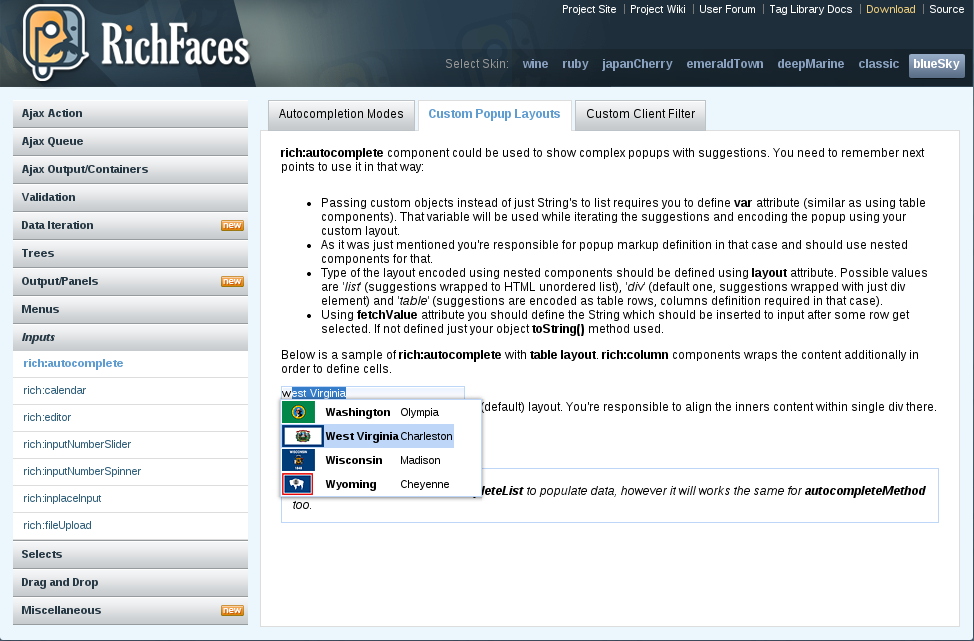 Project Site | Project Wiki | User Forum | Tag Library Docs | Download | Source
RichFaces
Select Skin: wine ruby japanCherry emeraldTown deepMarine classic blueSky
Ajax Action
Ajax Queue
Ajax Output/Containers
Validation
Data Iteration new
Trees
Output/Panels new
Menus
Inputs
rich:autocomplete
rich:calendar
rich:editor
rich:inputNumberSlider
rich:inputNumberSpinner
rich:inplaceInput
rich:fileUpload
Selects
Drag and Drop
Miscellaneous new
Autocompletion Modes Custom Popup Layouts Custom Client Filter
rich:autocomplete component could be used to show complex popups with suggestions. You need to remember next
points to use it in that way:
• Passing custom objects instead of just String's to list requires you to define var attribute (similar as using table
components). That variable will be used while iterating the suggestions and encoding the popup using your
custom layout.
• As it was just mentioned you're responsible for popup markup definition in that case and should use nested
components for that.
• Type of the layout encoded using nested components should be defined using layout attribute. Possible values
are 'list' (suggestions wrapped to HTML unordered list), 'div' (default one, suggestions wrapped with just div
element) and 'table' (suggestions are encoded as table rows, columns definition required in that case).
• Using fetchValue attribute you should define the String which should be inserted to input after some row get
selected. If not defined just your object toString() method used.
Below is a sample of rich:autocomplete with table layout. rich:column components wraps the content additionally in
order to define cells.
west Virginia
(default) layout. You're responsible to align the inners content within single div there.
Washington Olympia
West Virginia Charleston
Wisconsin Madison
Wyoming Cheyenne
pleteList to populate data, however it will works the same for autocompleteMethod
too.